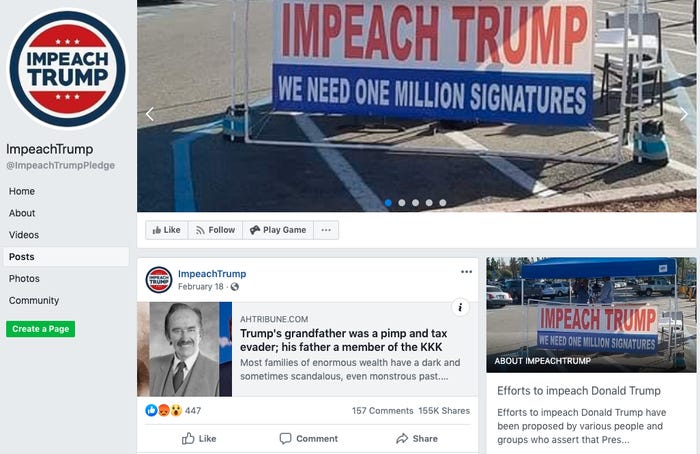 IMPEACH
TRUMP
ImpeachTrump
@ImpeachTrumpPledge
Home
About
Videos
Posts
Photos
Community
Create a Page
IMPEACH TRUMP
WE NEED ONE MILLION SIGNATURES
Like
Follow
Play Game
...
IMPEACH
TRUMP
ImpeachTrump
February 18 ·
AHTRIBUNE.COM
Trump's grandfather was a pimp and tax
evader; his father a member of the KKK
Most families of enormous wealth have a dark and
sometimes scandalous, even monstrous past....
447
157 Comments 155K Shares
Like
Comment
Share
IMPEACH TRUMP
WE NEED ONE MILLION SIGNATURES
ABOUT IMPEACHTRUMP
Efforts to impeach Donald Trump
Efforts to impeach Donald Trump have
been proposed by various people and
groups who assert that Pres...